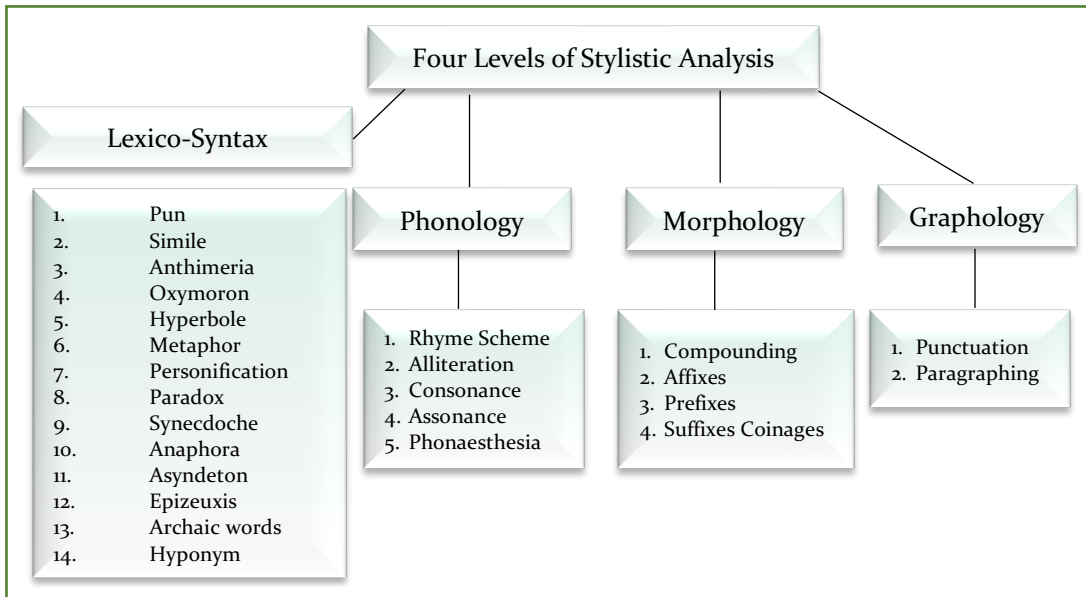 Four Levels of Stylistic Analysis
Lexico-Syntax
1. Pun
2. Simile
3. Anthimeria
4. Oxymoron
5. Hyperbole
6. Metaphor
7. Personification
8. Paradox
9. Synecdoche
10. Anaphora
11. Asyndeton
12. Epizeuxis
13. Archaic words
14. Hyponym
Phonology
1. Rhyme Scheme
2. Alliteration
3. Consonance
4. Assonance
5. Phonaesthesia
Morphology
1. Compounding
2. Affixes
3. Prefixes
4. Suffixes Coinages
Graphology
1. Punctuation
2. Paragraphing